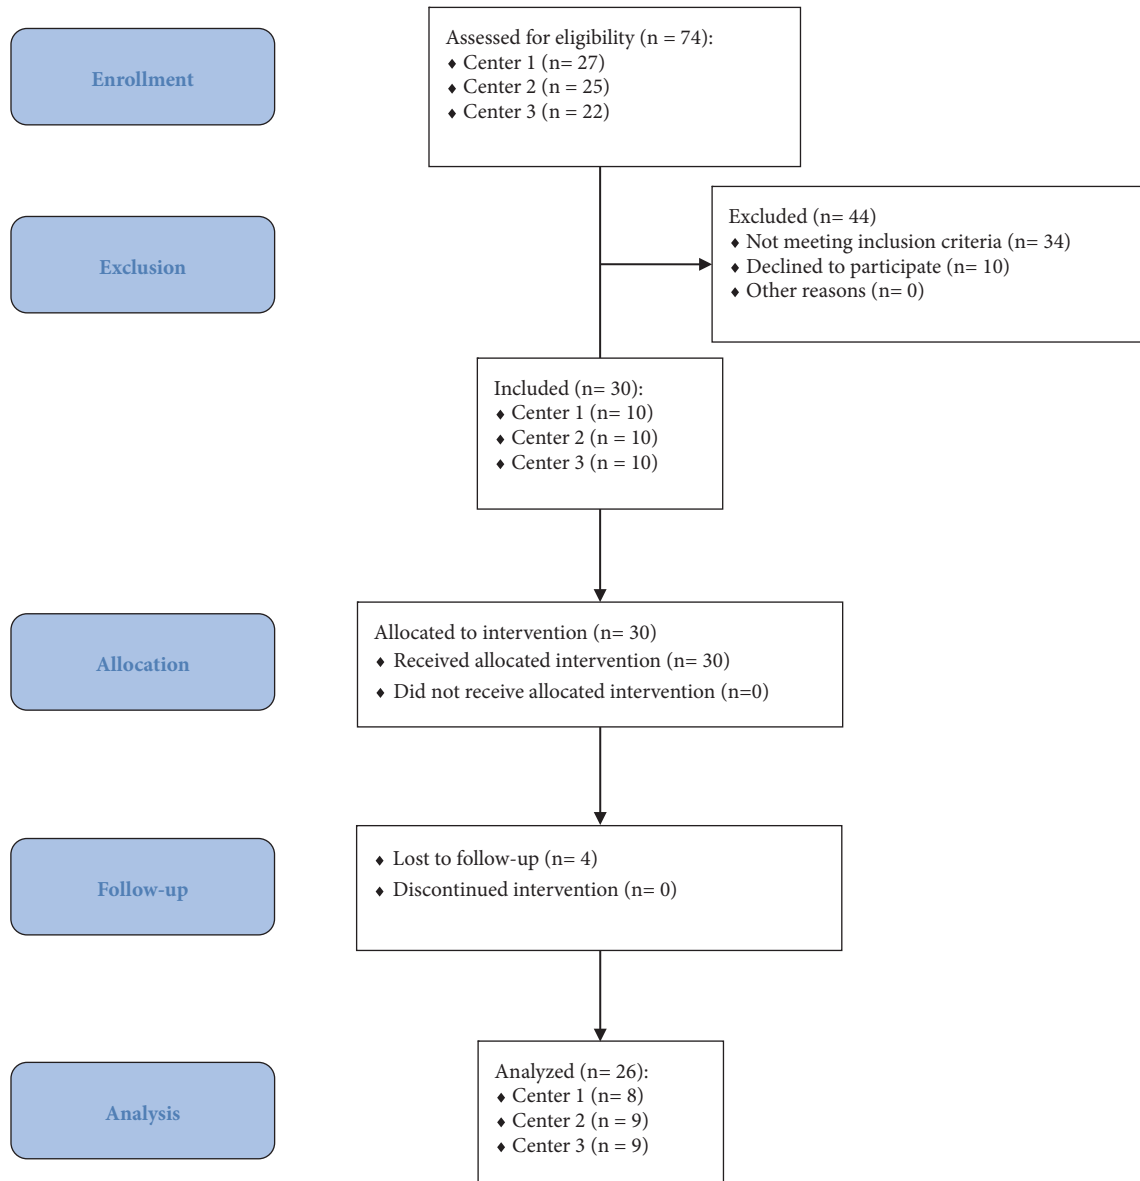 Enrollment
Assessed for eligibility (n = 74):
♦ Center 1 (n= 27)
♦ Center 2 (n = 25)
♦ Center 3 (n = 22)
Exclusion
Excluded (n= 44)
♦ Not meeting inclusion criteria (n= 34)
♦ Declined to participate (n= 10)
♦ Other reasons (n= 0)
Included (n= 30):
♦ Center 1 (n= 10)
♦ Center 2 (n = 10)
♦ Center 3 (n = 10)
Allocation
Allocated to intervention (n= 30)
♦ Received allocated intervention (n= 30)
♦ Did not receive allocated intervention (n=0)
Follow-up
♦ Lost to follow-up (n= 4)
♦ Discontinued intervention (n= 0)
Analysis
Analyzed (n= 26):
♦ Center 1 (n= 8)
♦ Center 2 (n = 9)
♦ Center 3 (n = 9)